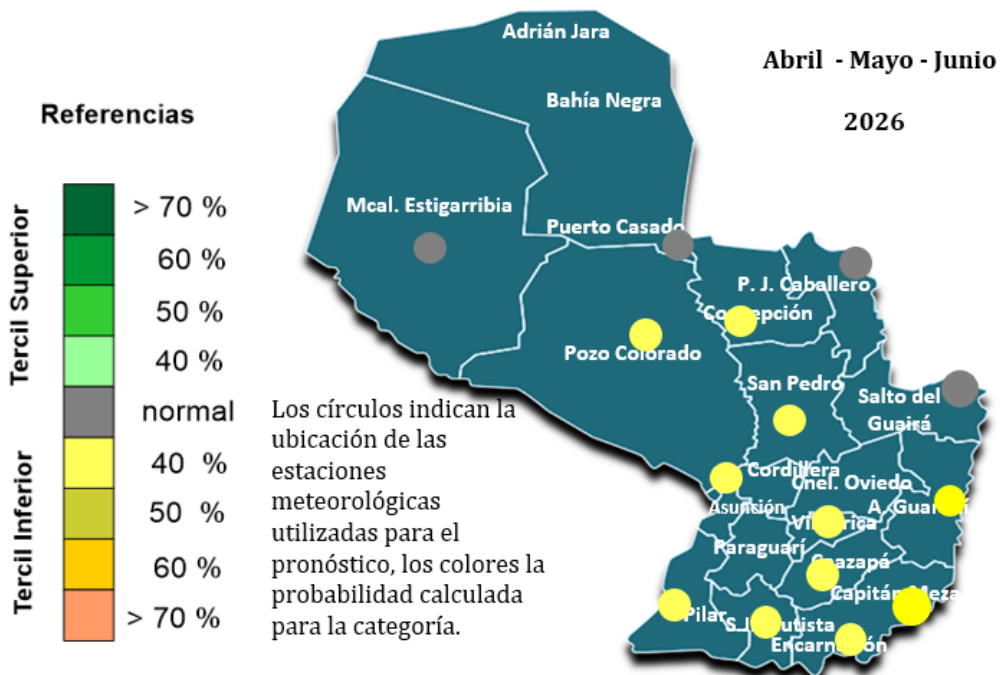 Abril - Mayo - Junio
2026
Referencias
Tercil Superior
> 70 %
60 %
50 %
40 %
normal
Tercil Inferior
40 %
50 %
60 %
> 70 %
Los círculos indican la
ubicación de las
estaciones
meteorológicas
utilizadas para el
pronóstico, los colores la
probabilidad calculada
para la categoría.
Adrián Jara
Bahía Negra
Mcal. Estigarribia
Puerto Casado
P. J. Caballero
Concepción
Pozo Colorado
San Pedro
Salto del
Guairá
Cordillera
Cnel. Oviedo
Asunción
A. Guaraní
Villarrica
Paraguarí
Caazapá
Capitán Meza
Pilar
S.J. Bautista
Encarnación